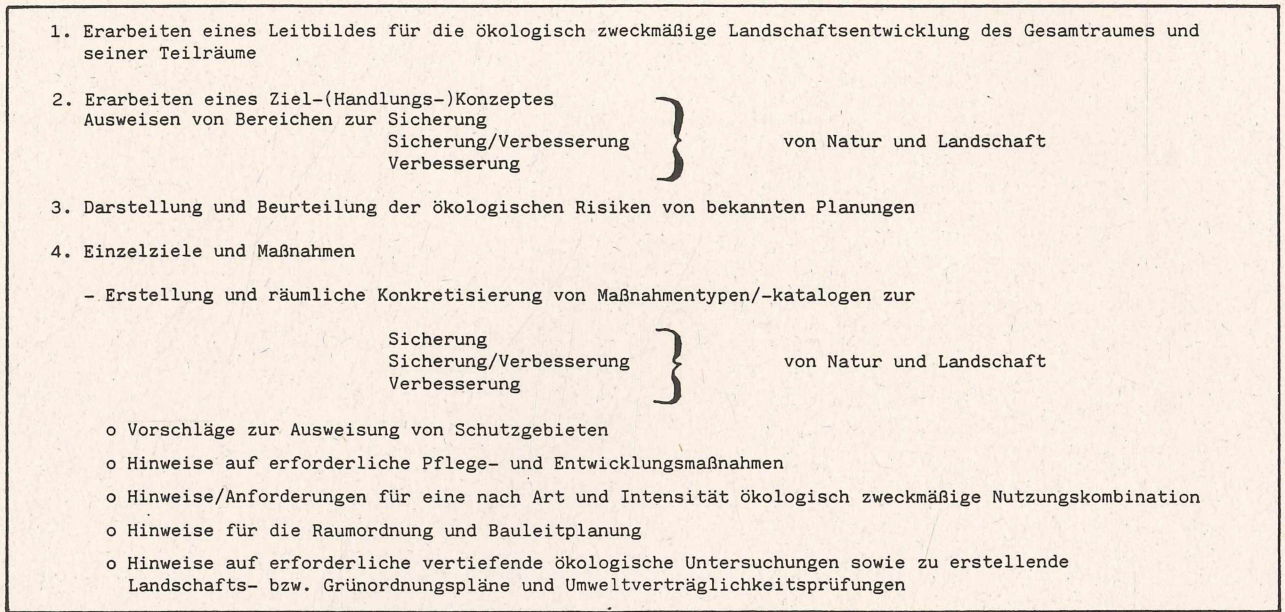 1. Erarbeiten eines Leitbildes für die ökologisch zweckmäßige Landschaftsentwicklung des Gesamtraumes und
seiner Teilräume
2. Erarbeiten eines Ziel-(Handlungs-)Konzeptes
Ausweisen von Bereichen zur Sicherung
Sicherung/Verbesserung } von Natur und Landschaft
Verbesserung
3. Darstellung und Beurteilung der ökologischen Risiken von bekannten Planungen
4. Einzelziele und Maßnahmen
- Erstellung und räumliche Konkretisierung von Maßnahmentypen/-katalogen zur
Sicherung
Sicherung/Verbesserung } von Natur und Landschaft
Verbesserung
o Vorschläge zur Ausweisung von Schutzgebieten
o Hinweise auf erforderliche Pflege- und Entwicklungsmaßnahmen
o Hinweise/Anforderungen für eine nach Art und Intensität ökologisch zweckmäßige Nutzungskombination
o Hinweise für die Raumordnung und Bauleitplanung
o Hinweise auf erforderliche vertiefende ökologische Untersuchungen sowie zu erstellende
Landschafts- bzw. Grünordnungspläne und Umweltverträglichkeitsprüfungen